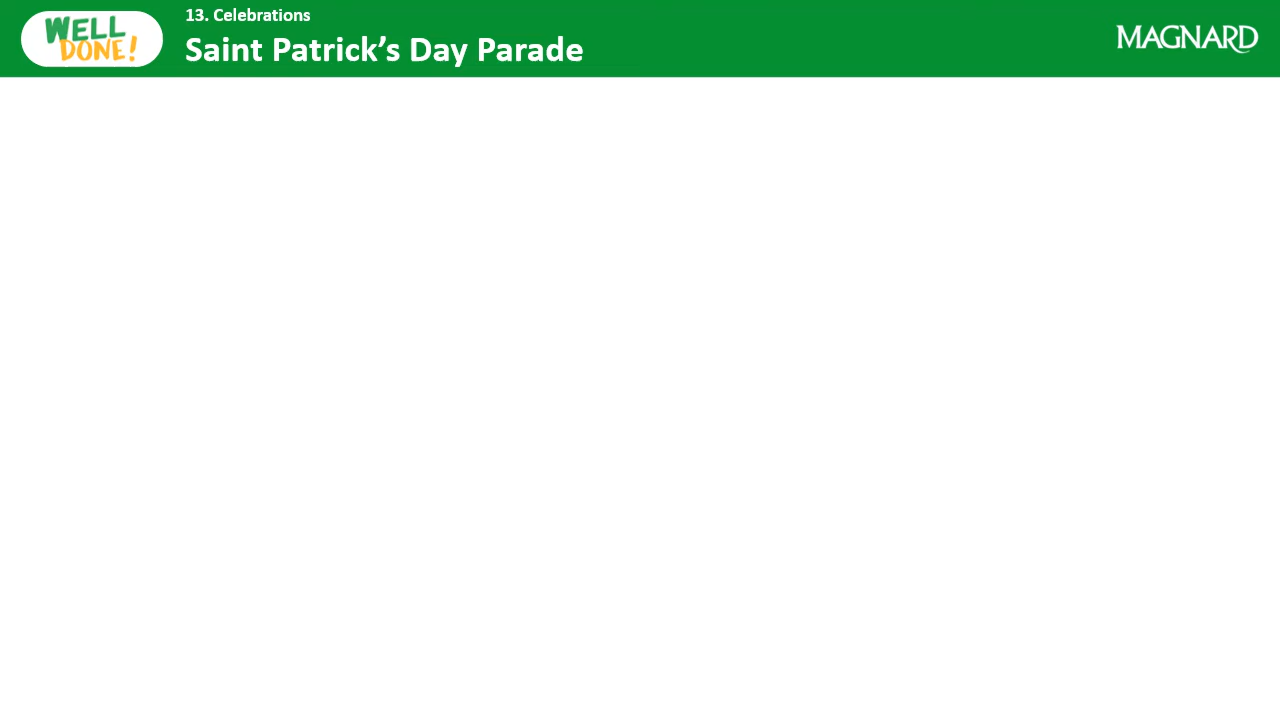 WELL
DONE!
13. Celebrations
Saint Patrick’s Day Parade
MAGNARD